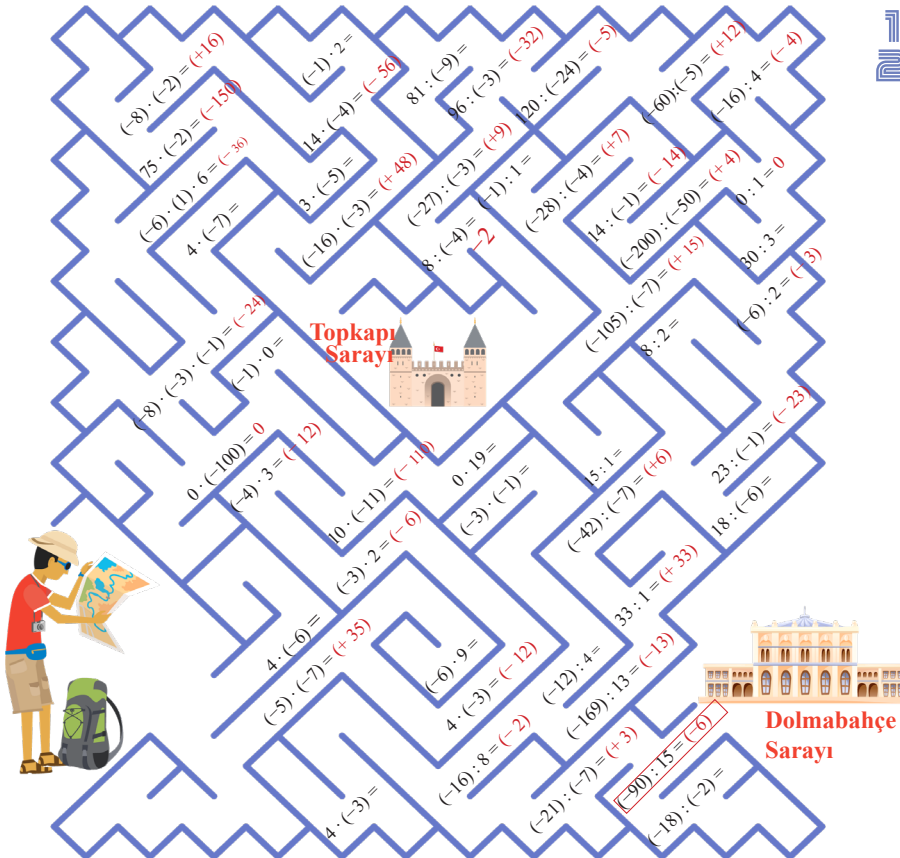 1
2
(−8) · (−2) = (+16)
(−1) · 2 =
81 : (−9) =
96 : (−3) = (−32)
120 : (−24) = (−5)
(−60):(−5) = (+12)
(−16) : 4 = (− 4)
75 · (−2) = (−150)
14 · (−4) = (− 56)
(−6) · (1) · 6 = (− 36)
4 · (−7) =
3 · (−5) =
(−16) · (−3) = (+ 48)
(−27) : (−3) = (+9)
(−1) : 1 =
8 : (−4) =
−2
(−28) : (−4) = (+7)
14 : (−1) = (− 14)
(−200) : (−50) = (+ 4)
0 : 1 = 0
30 : 3 =
(−6) : 2 = (− 3)
(−105) : (−7) = (+ 15)
8 : 2 =
Topkapı
Sarayı
(−8) · (−3) · (−1) = (− 24)
(−1) · 0 =
0 · (−100) = 0
(−4) · 3 = (− 12)
10 · (−11) = (− 110)
0 · 19 =
(−3) · (−1) =
15 : 1 =
(−42) : (−7) = (+6)
23 : (−1) = (− 23)
18 : (−6) =
(−3) · 2 = (− 6)
4 · (−6) =
(−5) · (−7) = (+ 35)
(−6) · 9 =
4 · (−3) = (− 12)
(−12) : 4 =
33 : 1 = (+ 33)
(−169) : 13 = (−13)
(−16) : 8 = (− 2)
(−21) : (−7) = (+ 3)
(−90) : 15 = (−6)
(−18) : (−2) =
4 · (−3) =
Dolmabahçe
Sarayı